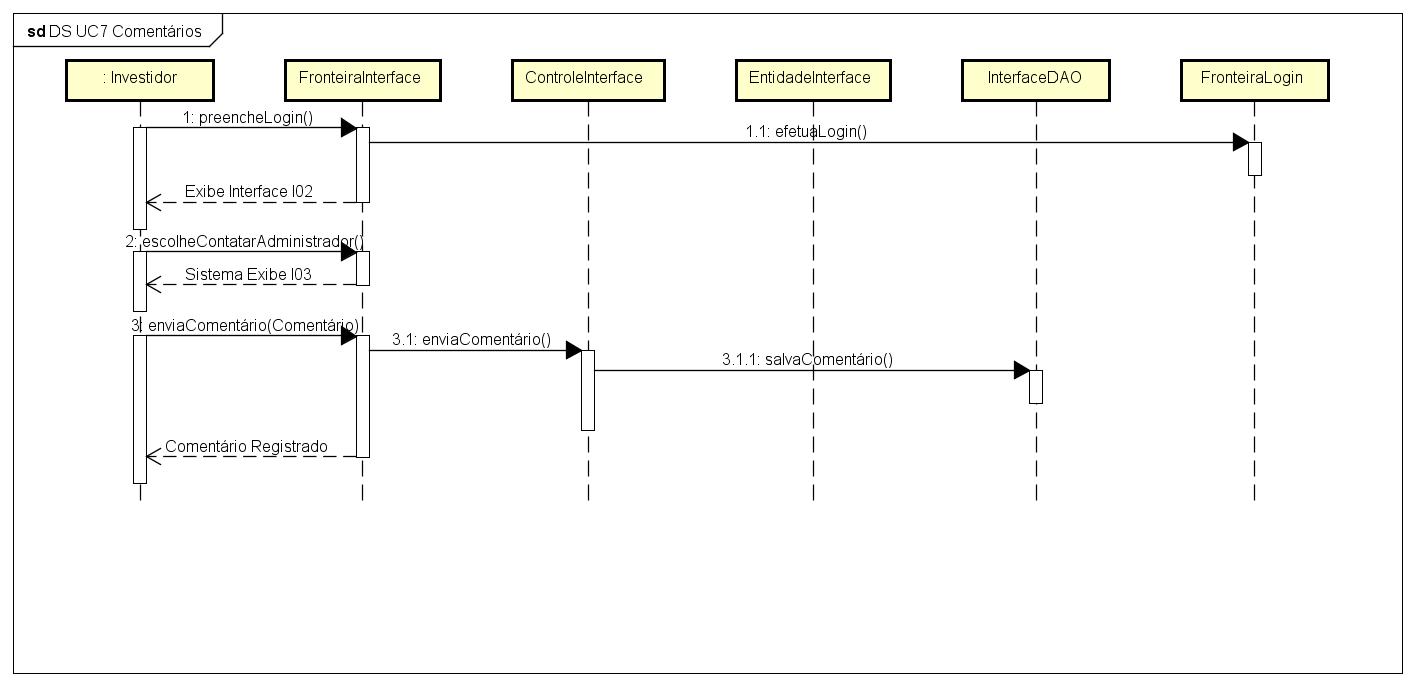 sd DS UC7 Comentários
: Investidor
FronteiraInterface
ControleInterface
EntidadeInterface
InterfaceDAO
FronteiraLogin
1: preencheLogin()
1.1: efetuaLogin()
Exibe Interface I02
2: escolheContatarAdministrador()
Sistema Exibe I03
3: enviaComentário(Comentário)
3.1: enviaComentário()
3.1.1: salvaComentário()
Comentário Registrado